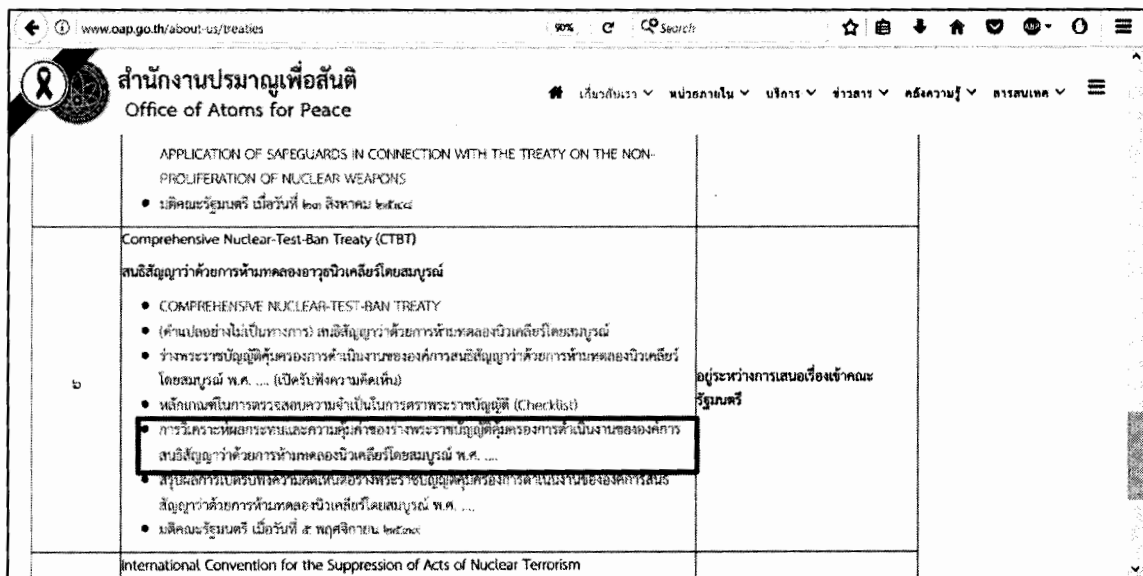 www.oap.go.th/about-us/treaties
90%
Search
สำนักงานปรมาณูเพื่อสันติ
Office of Atoms for Peace
เกี่ยวกับเรา หน่วยภายใน บริการ ข่าวสาร คลังความรู้ สารสนเทศ
APPLICATION OF SAFEGUARDS IN CONNECTION WITH THE TREATY ON THE NON-
PROLIFERATION OF NUCLEAR WEAPONS
มติคณะรัฐมนตรี เมื่อวันที่ ๒๓ สิงหาคม ๒๕๔๘
Comprehensive Nuclear-Test-Ban Treaty (CTBT)
สนธิสัญญาว่าด้วยการห้ามทดลองอาวุธนิวเคลียร์โดยสมบูรณ์
COMPREHENSIVE NUCLEAR-TEST-BAN TREATY
(คำแปลอย่างไม่เป็นทางการ) สนธิสัญญาว่าด้วยการห้ามทดลองนิวเคลียร์โดยสมบูรณ์
ร่างพระราชบัญญัติคุ้มครองการดำเนินงานขององค์การสนธิสัญญาว่าด้วยการห้ามทดลองนิวเคลียร์
โดยสมบูรณ์ พ.ศ. .... (เปิดรับฟังความคิดเห็น)
๖
อยู่ระหว่างการเสนอเรื่องเข้าคณะ
รัฐมนตรี
หลักเกณฑ์ในการตรวจสอบความจำเป็นในการตราพระราชบัญญัติ (Checklist)
การวิเคราะห์ผลกระทบและความคุ้มค่าของร่างพระราชบัญญัติคุ้มครองการดำเนินงานขององค์การ
สนธิสัญญาว่าด้วยการห้ามทดลองนิวเคลียร์โดยสมบูรณ์ พ.ศ. ....
สรุปผลการเปิดรับฟังความคิดเห็นต่อร่างพระราชบัญญัติคุ้มครองการดำเนินงานขององค์การสนธิ
สัญญาว่าด้วยการห้ามทดลองนิวเคลียร์โดยสมบูรณ์ พ.ศ. ....
มติคณะรัฐมนตรี เมื่อวันที่ ๕ พฤศจิกายน
International Convention for the Suppression of Acts of Nuclear Terrorism